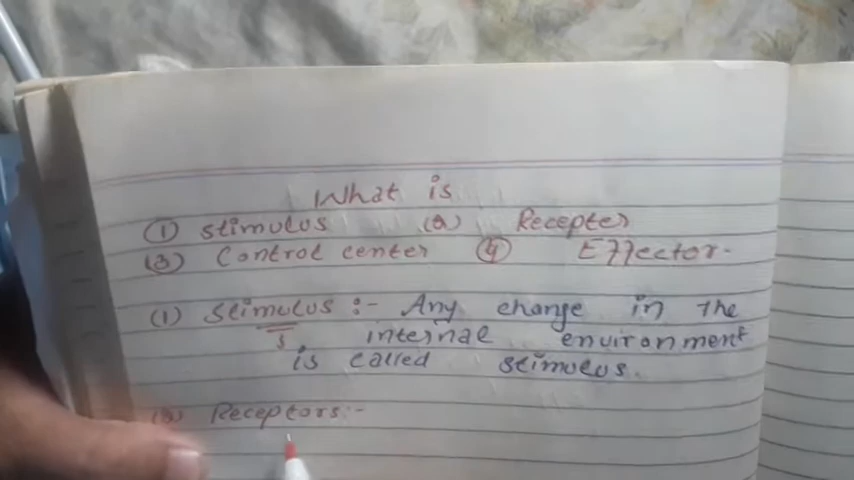 What is
① stimulus (2) Recepter
(3) Control center ④ Effector.
(1) stimulus :- Any change in the
s internal environment
is called stimulus.
(2) Receptors:-